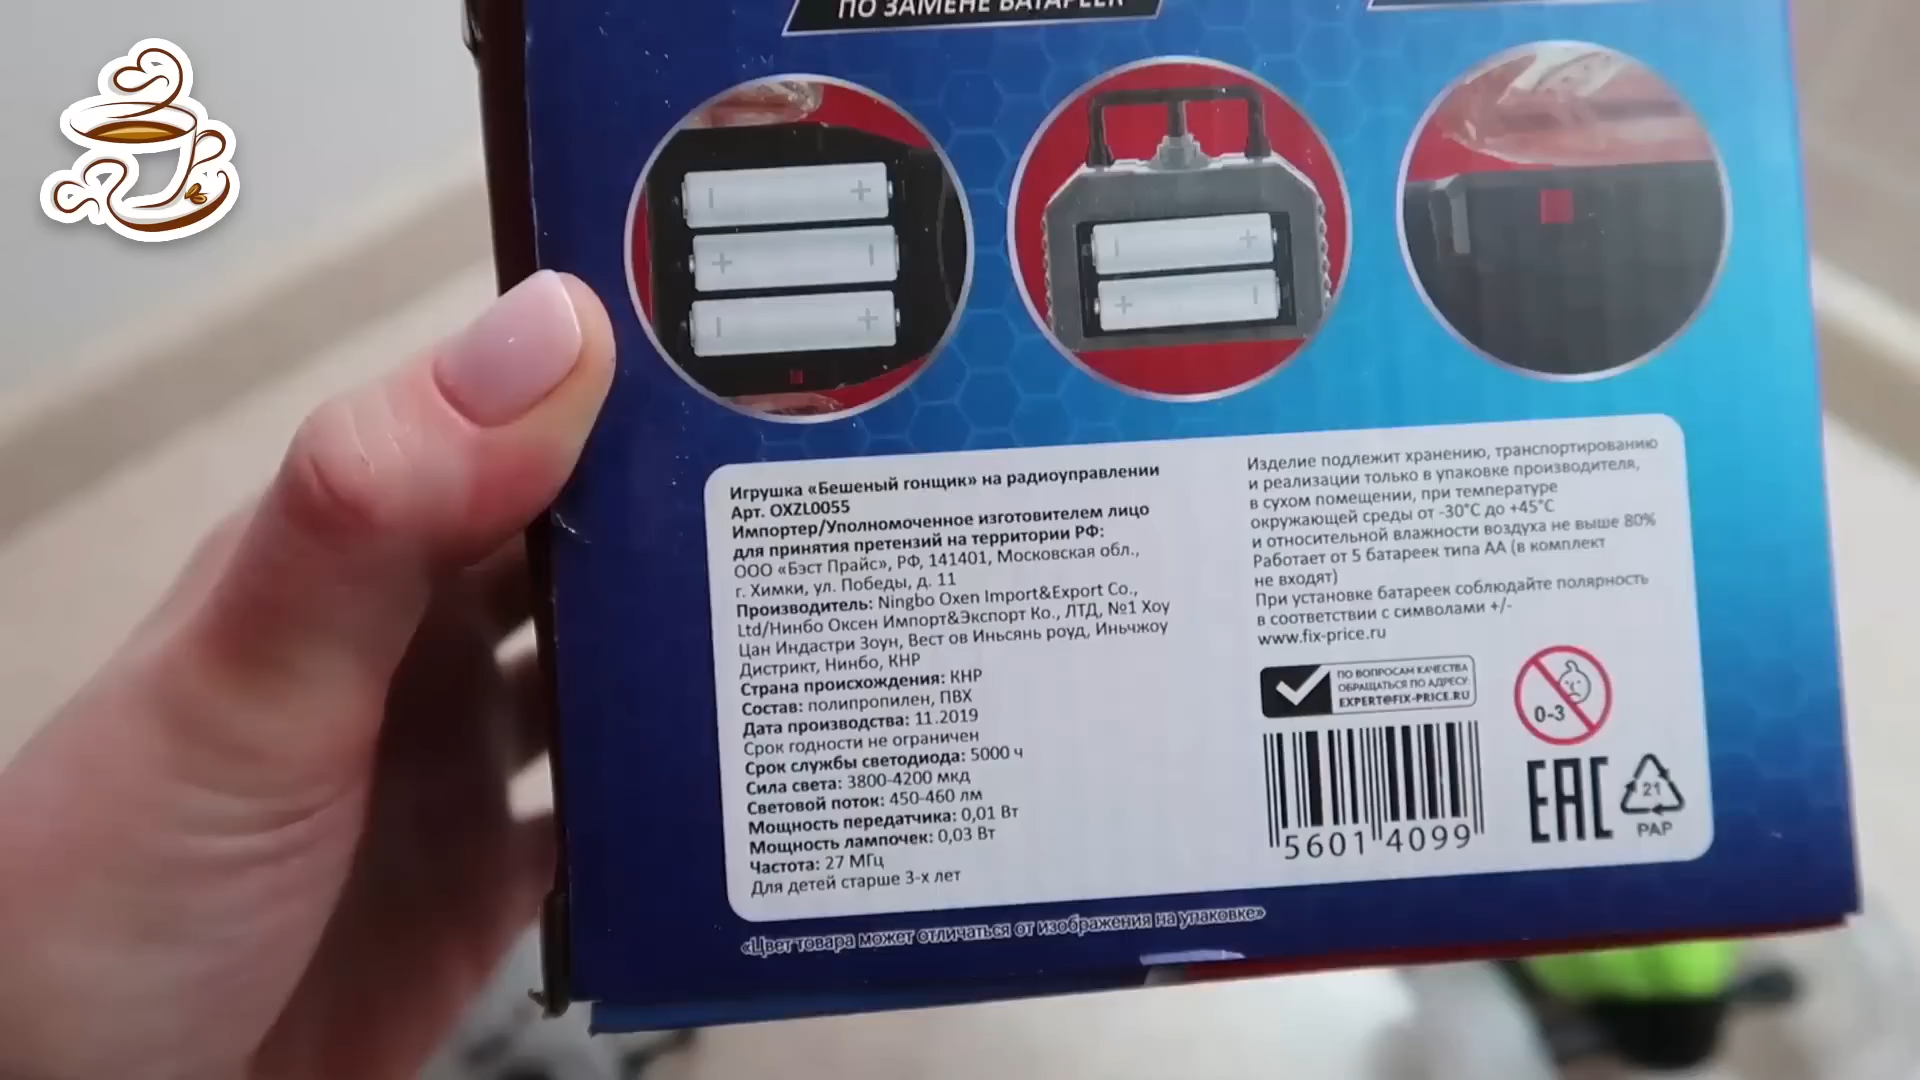 ПО ЗАМЕНЕ БАТАРЕЕК
Игрушка «Бешеный гонщик» на радиоуправлении
Арт. OXZL0055
Импортер/Уполномоченное изготовителем лицо
для принятия претензий на территории РФ:
ООО «Бэст Прайс», РФ, 141401, Московская обл.,
г. Химки, ул. Победы, д. 11
Производитель: Ningbo Oxen Import&Export Co.,
Ltd/Нинбо Оксен Импорт&Экспорт Ко., ЛТД, №1 Хоу
Цан Индастри Зоун, Вест ов Иньсянь роуд, Иньчжоу
Дистрикт, Нинбо, КНР
Страна происхождения: КНР
Состав: полипропилен, ПВХ
Дата производства: 11.2019
Срок годности не ограничен
Срок службы светодиода: 5000 ч
Сила света: 3800-4200 мкд
Световой поток: 450-460 лм
Мощность передатчика: 0,01 Вт
Мощность лампочек: 0,03 Вт
Частота: 27 МГц
Для детей старше 3-х лет
Изделие подлежит хранению, транспортированию
и реализации только в упаковке производителя,
в сухом помещении, при температуре
окружающей среды от -30°C до +45°C
и относительной влажности воздуха не выше 80%
Работает от 5 батареек типа АА (в комплект
не входят)
При установке батареек соблюдайте полярность
в соответствии с символами +/-
www.fix-price.ru
ПО ВОПРОСАМ КАЧЕСТВА
ОБРАЩАТЬСЯ ПО АДРЕСУ:
EXPERT@FIX-PRICE.RU
0-3
56014099
EAC
21
PAP
«Цвет товара может отличаться от изображения на упаковке»